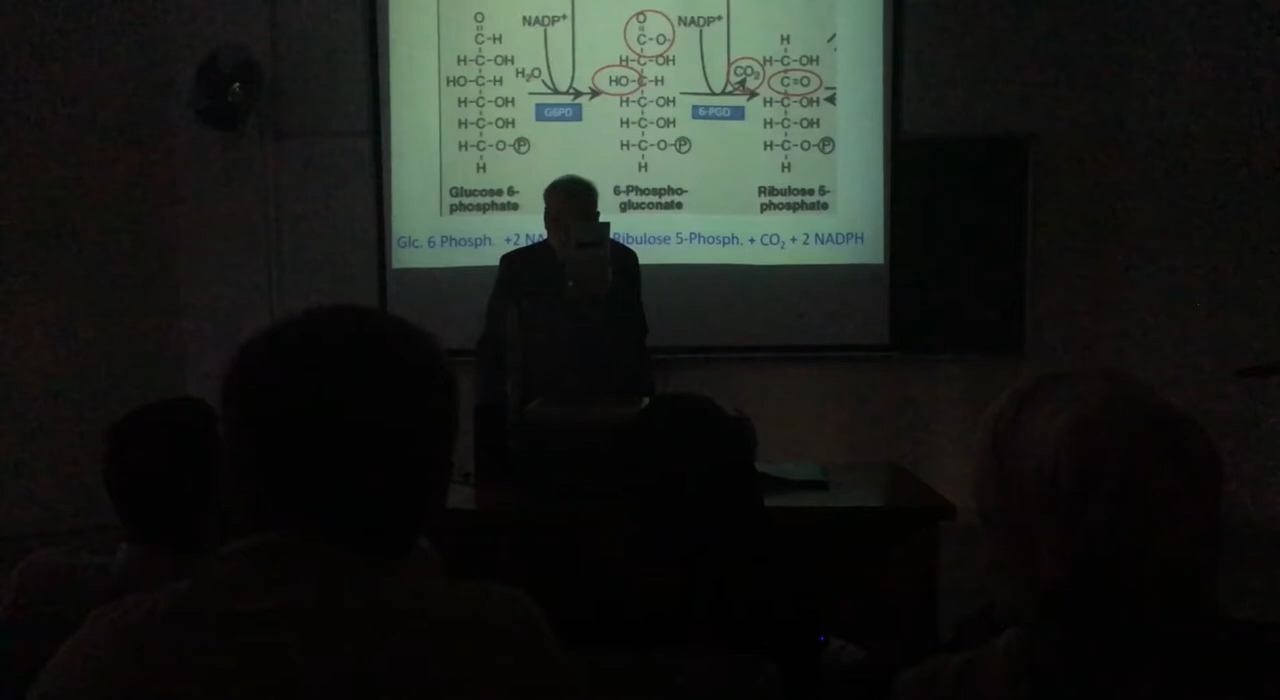 O O
NADP⁺ NADP⁺
C-H C-O- H
H-C-OH H-C-OH H-C-OH
HO-C-H H₂O HO-C-H CO₂ C=O
H-C-OH H-C-OH H-C-OH
G6PD 6-PGD
H-C-OH H-C-OH H-C-OH
H-C-O-P H-C-O-P H-C-O-P
H H H
Glucose 6- 6-Phospho- Ribulose 5-
phosphate gluconate phosphate
Glc. 6 Phosph. +2 NA Ribulose 5-Phosph. + CO₂ + 2 NADPH